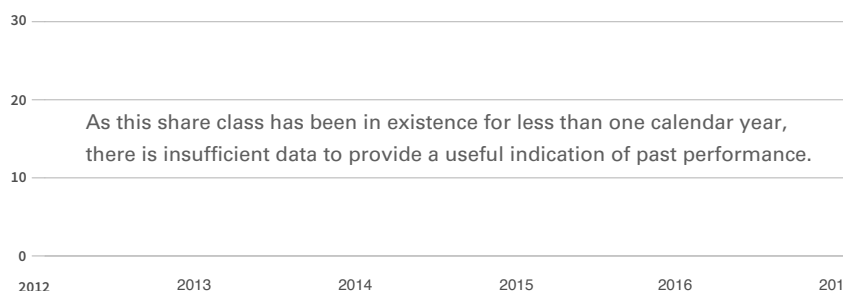 30
20
As this share class has been in existence for less than one calendar year,
there is insufficient data to provide a useful indication of past performance.
10
0
2012 2013 2014 2015 2016